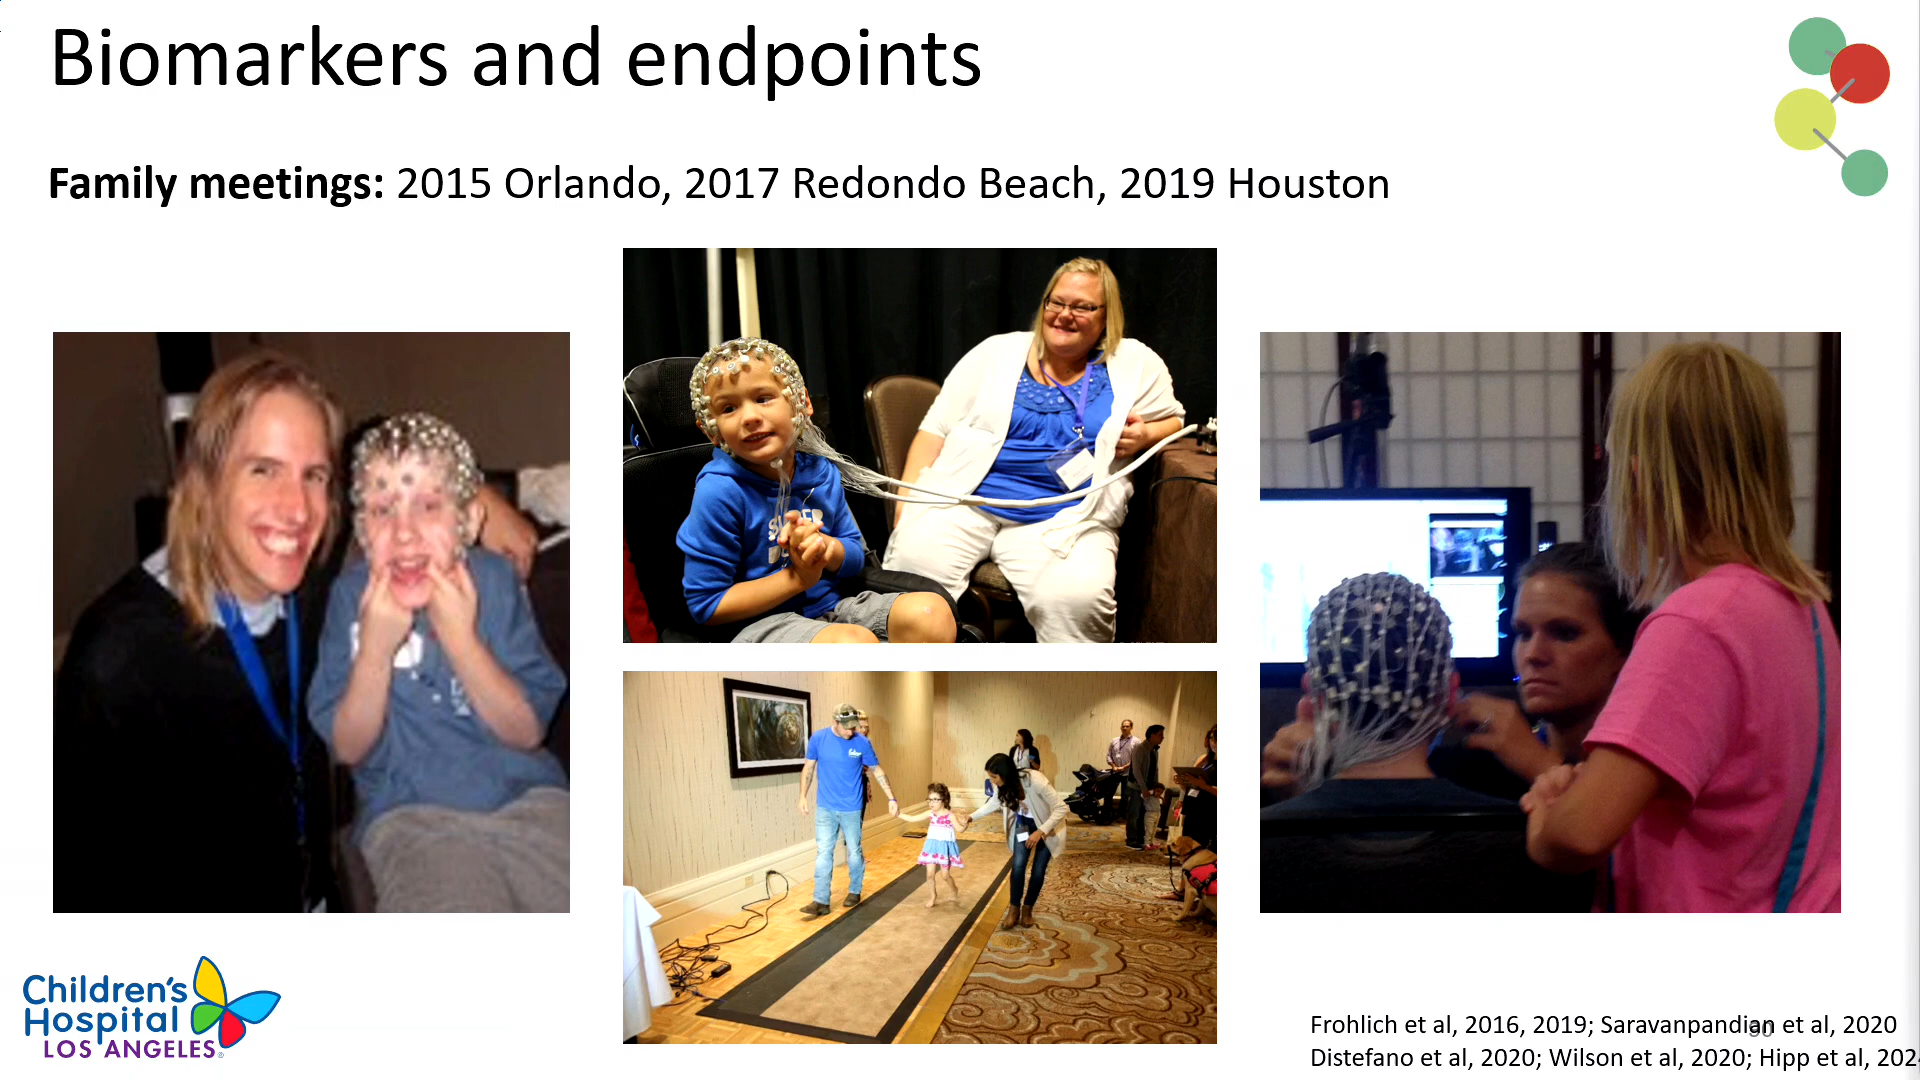 Biomarkers and endpoints
Family meetings: 2015 Orlando, 2017 Redondo Beach, 2019 Houston
Children's
Hospital
LOS ANGELES
Frohlich et al, 2016, 2019; Saravanpandian et al, 2020
Distefano et al, 2020; Wilson et al, 2020; Hipp et al,